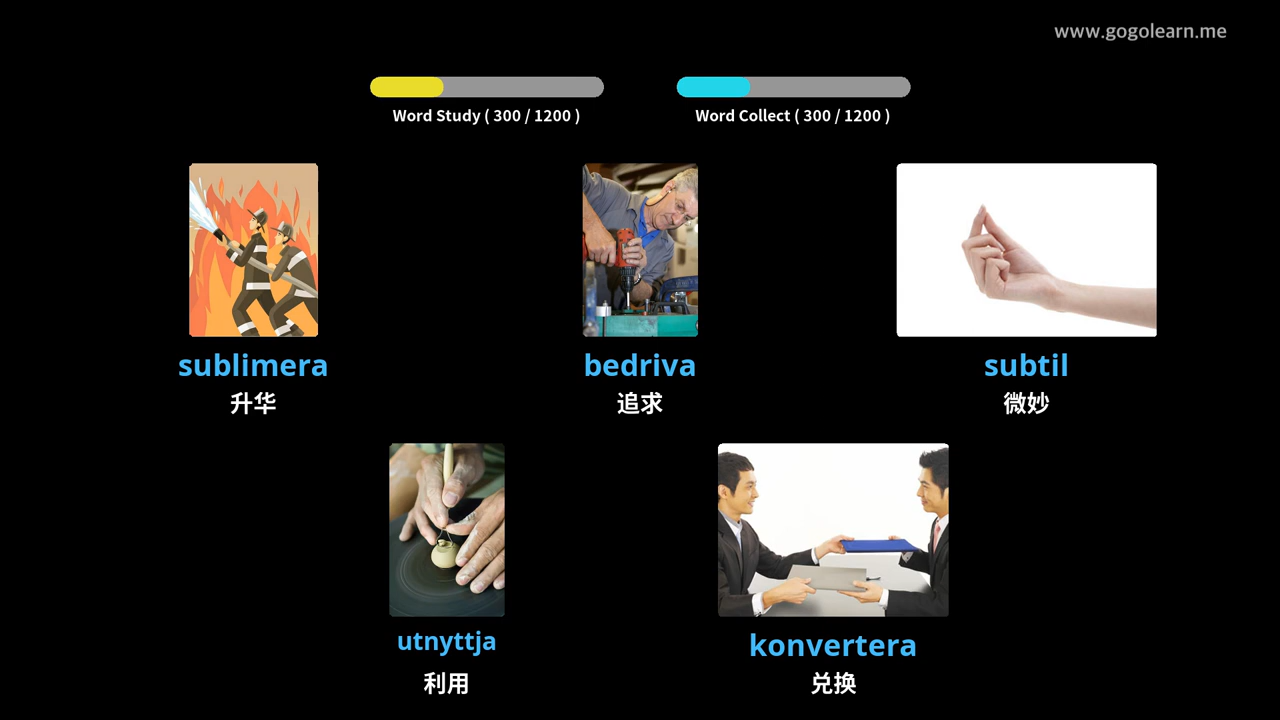 www.gogolearn.me
Word Study ( 300 / 1200 )
Word Collect ( 300 / 1200 )
sublimera
升华
bedriva
追求
subtil
微妙
utnyttja
利用
konvertera
兑换